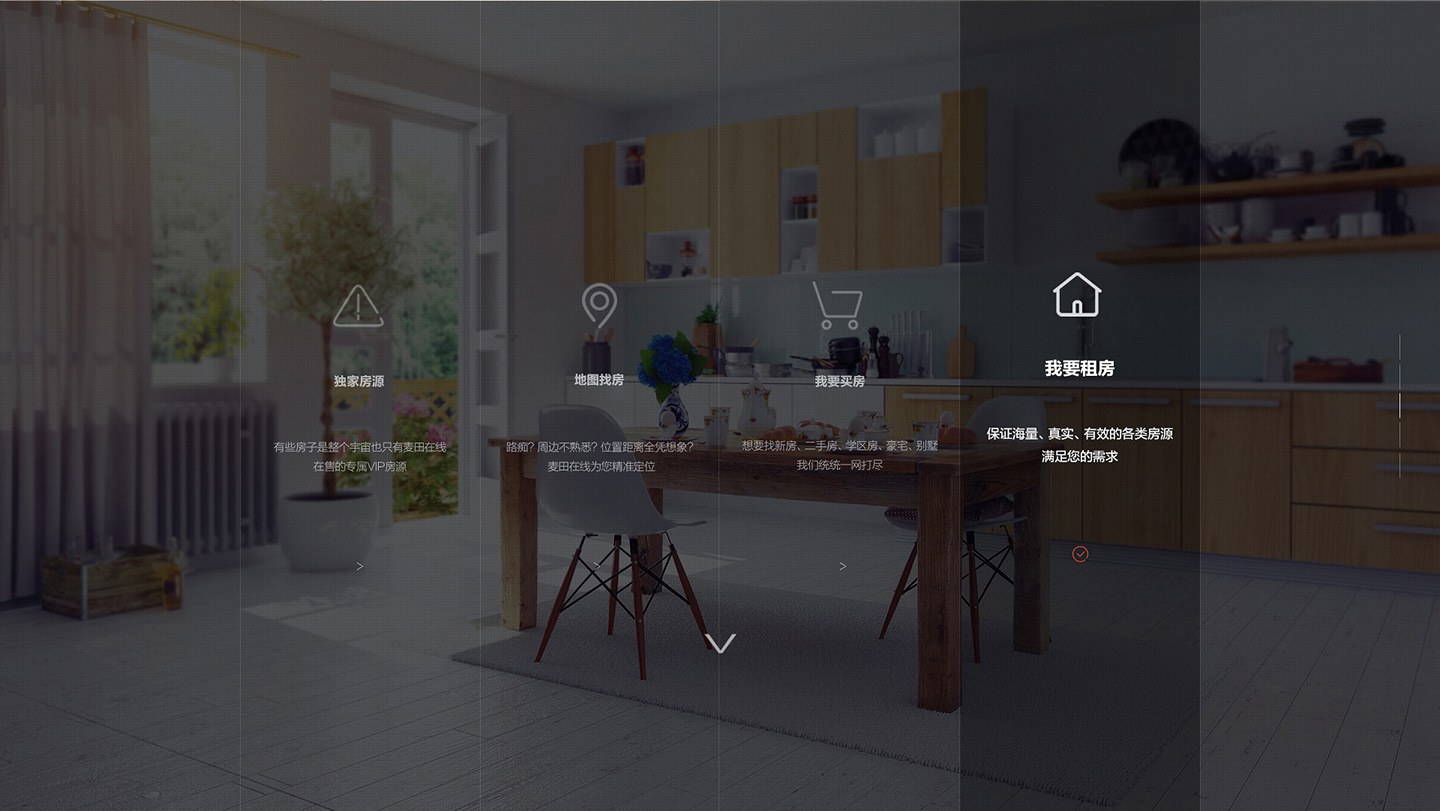 独家房源
有些房子是整个宇宙也只有麦田在线
在售的专属VIP房源
>
地图找房
路痴？周边不熟悉？位置距离全凭想象？
麦田在线为您精准定位
>
我要买房
想要找新房、二手房、学区房、豪宅、别墅
我们统统一网打尽
>
我要租房
保证海量、真实、有效的各类房源
满足您的需求